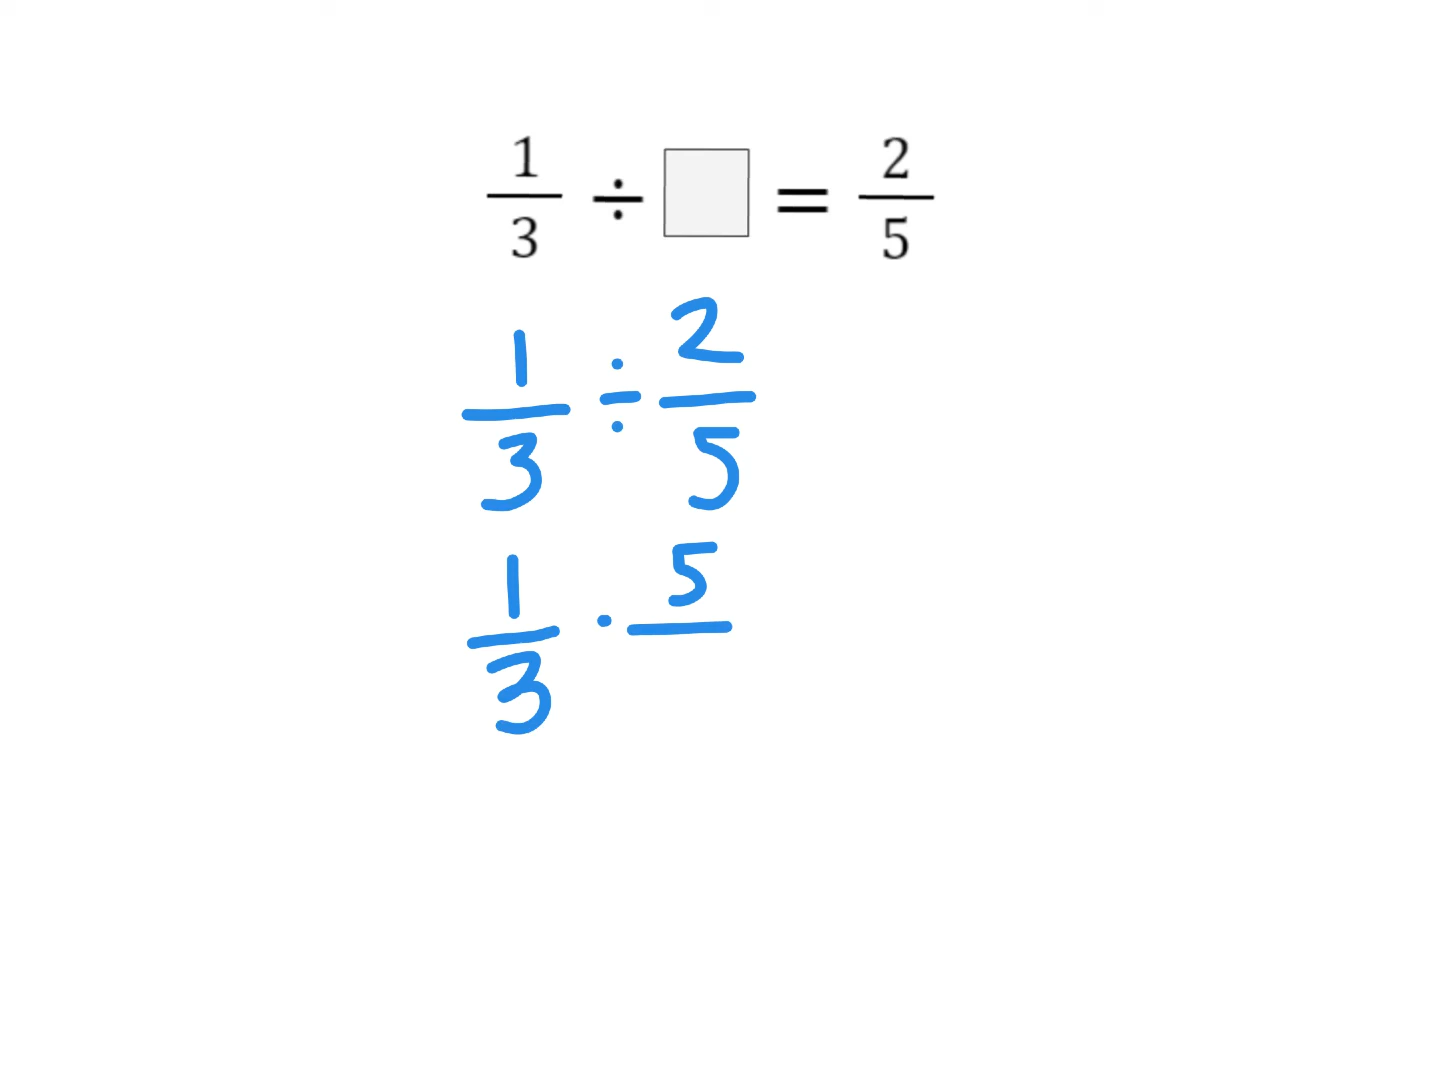 1/3 ÷ □ = 2/5
1/3 ÷ 2/5
1/3 · 5/